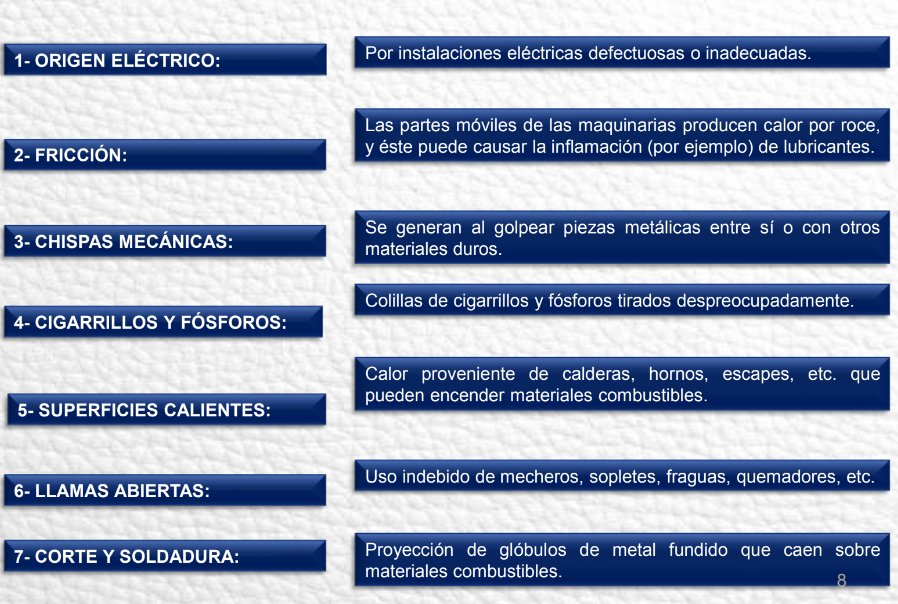 1- ORIGEN ELÉCTRICO:
Por instalaciones eléctricas defectuosas o inadecuadas.
2- FRICCIÓN:
Las partes móviles de las maquinarias producen calor por roce,
y éste puede causar la inflamación (por ejemplo) de lubricantes.
3- CHISPAS MECÁNICAS:
Se generan al golpear piezas metálicas entre sí o con otros
materiales duros.
4- CIGARRILLOS Y FÓSFOROS:
Colillas de cigarrillos y fósforos tirados despreocupadamente.
5- SUPERFICIES CALIENTES:
Calor proveniente de calderas, hornos, escapes, etc. que
pueden encender materiales combustibles.
6- LLAMAS ABIERTAS:
Uso indebido de mecheros, sopletes, fraguas, quemadores, etc.
7- CORTE Y SOLDADURA:
Proyección de glóbulos de metal fundido que caen sobre
materiales combustibles.
8